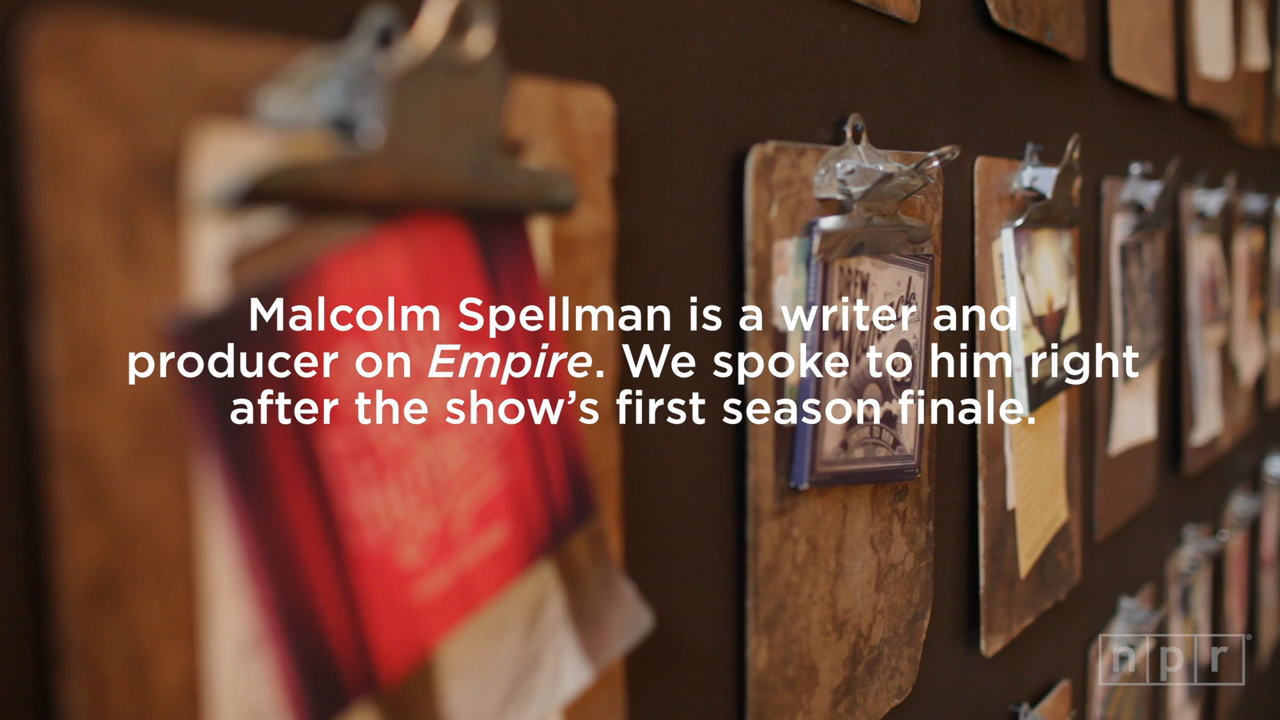 Malcolm Spellman is a writer and
producer on Empire. We spoke to him right
after the show's first season finale.
npr®